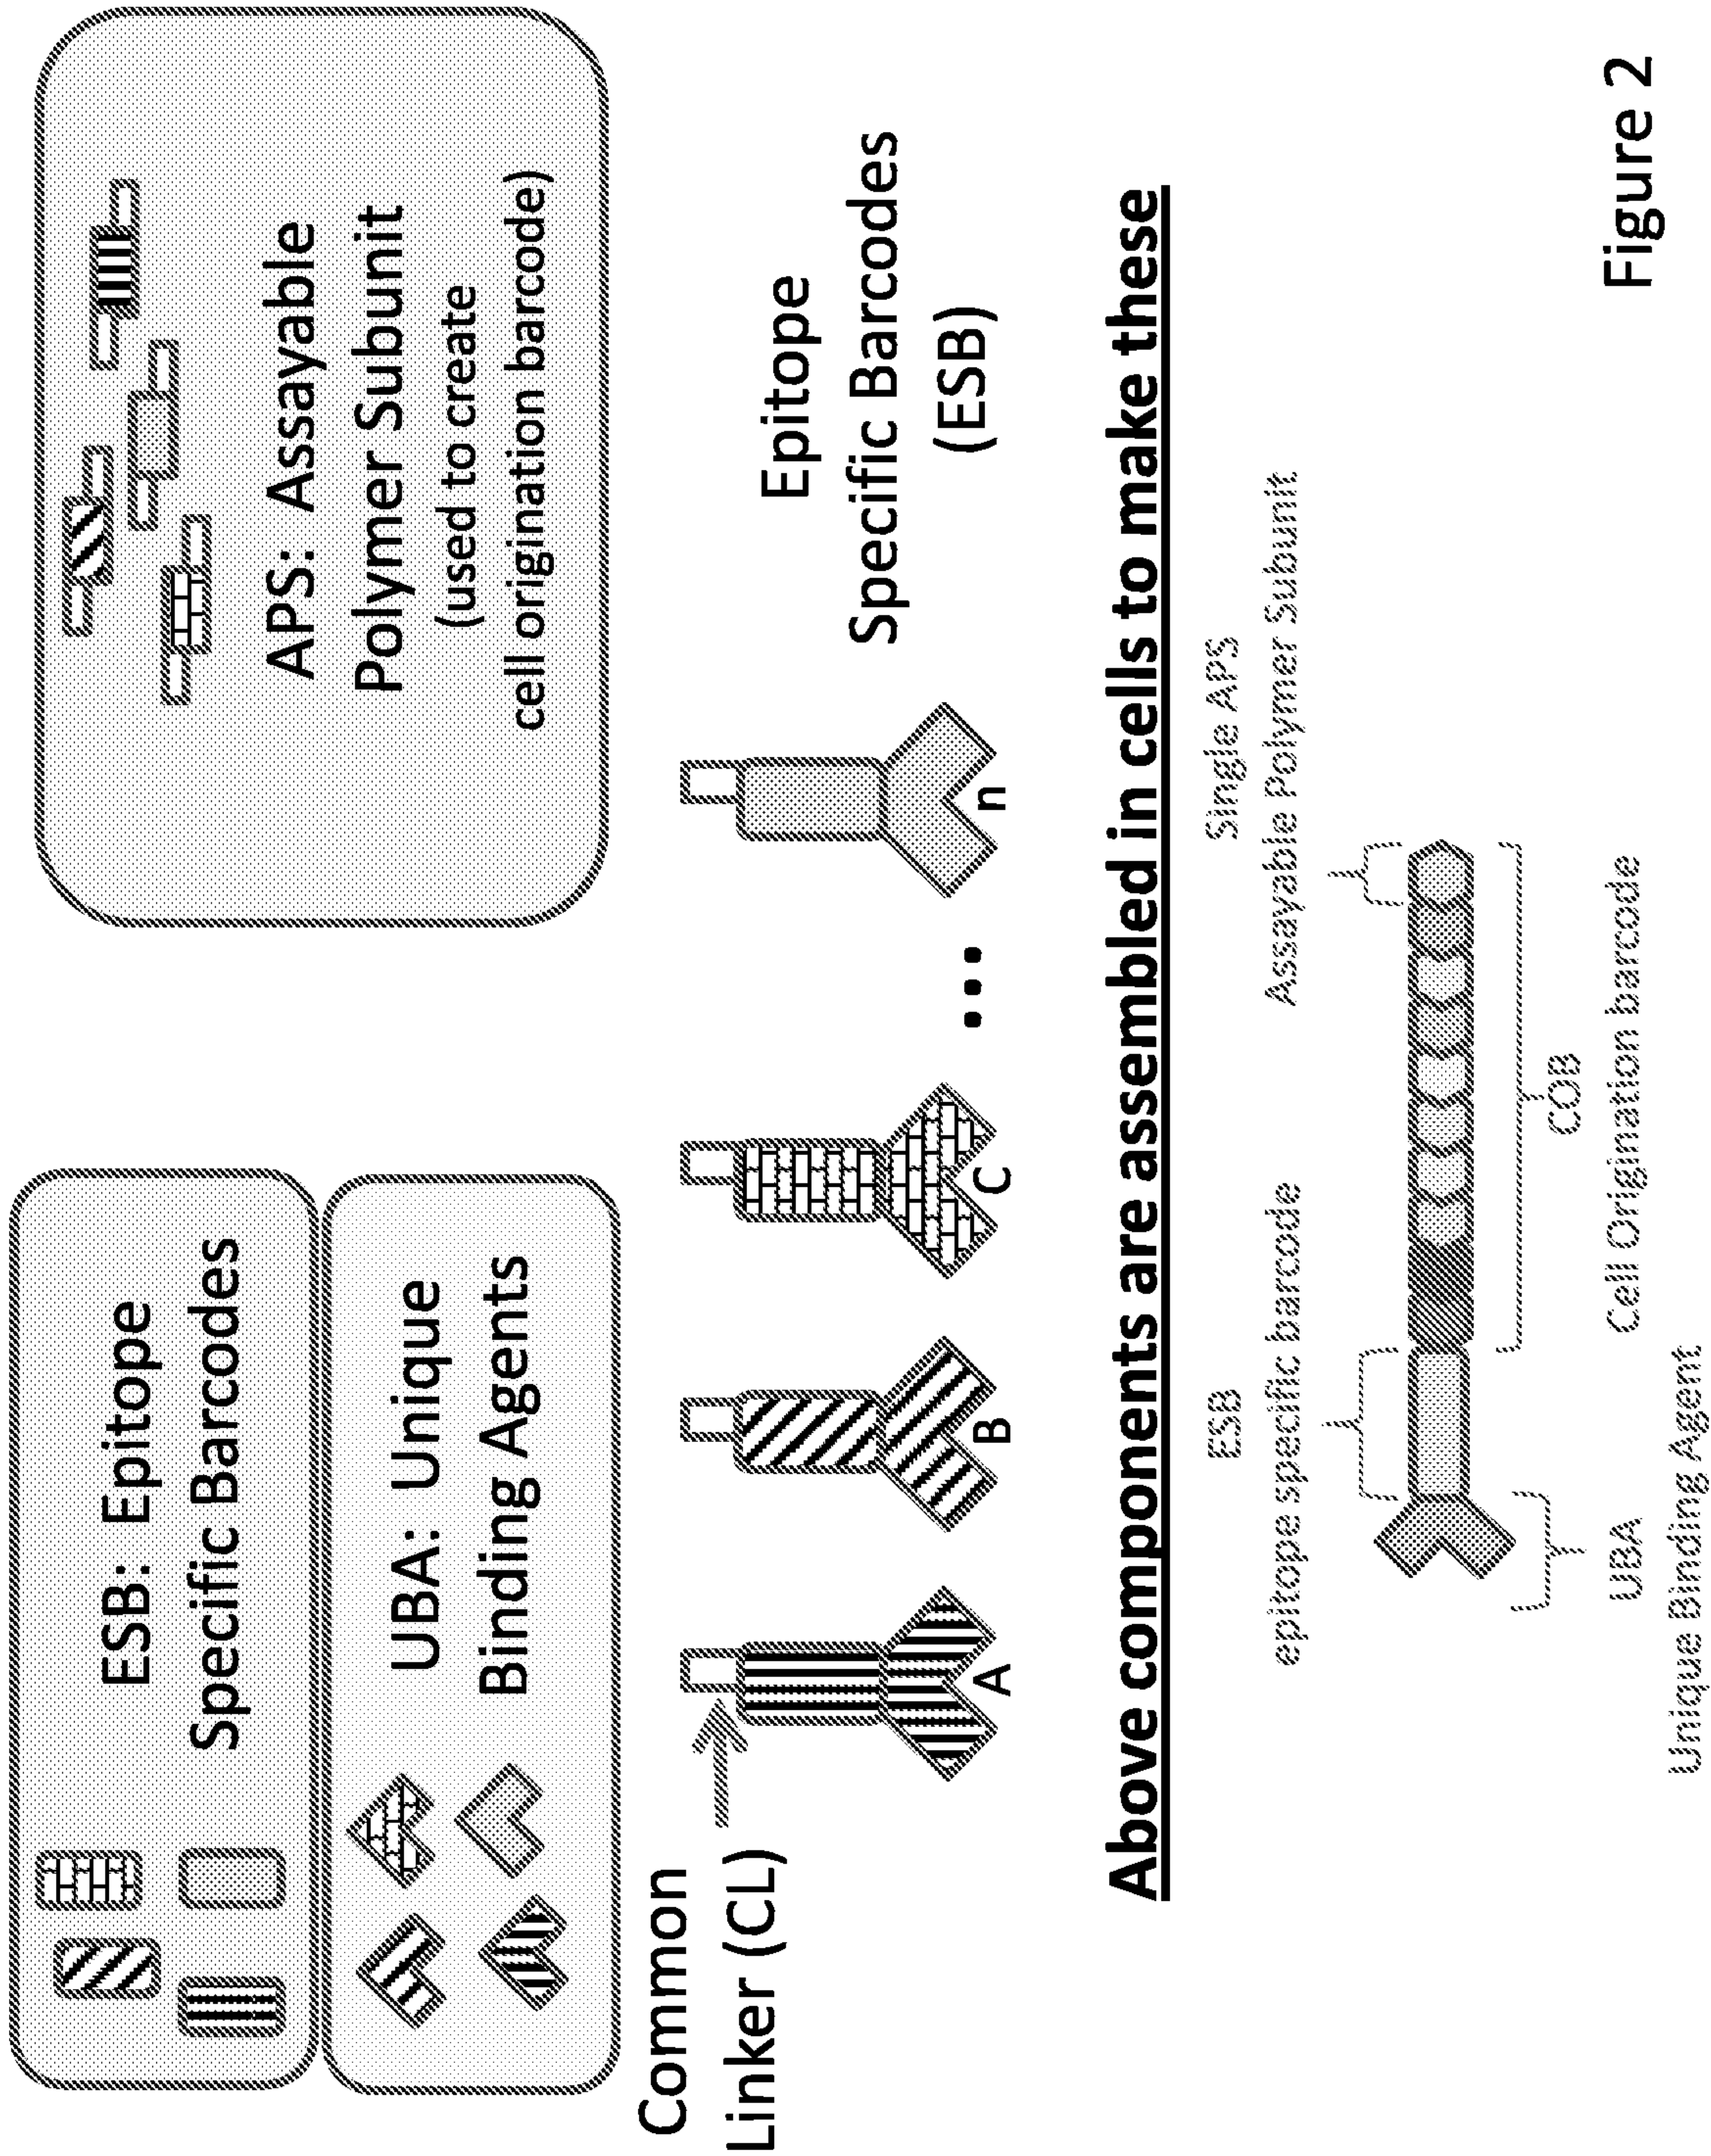 ESB: Epitope
Specific Barcodes
UBA: Unique
Binding Agents
APS: Assayable
Polymer Subunit
(used to create
cell origination barcode)
Common
Linker (CL)
A
B
C
...
n
Epitope
Specific Barcodes
(ESB)
Above components are assembled in cells to make these
ESB
epitope specific barcode
Single APS
Assayable Polymer Subunit
UBA
Unique Binding Agent
COB
Cell Origination barcode
Figure 2